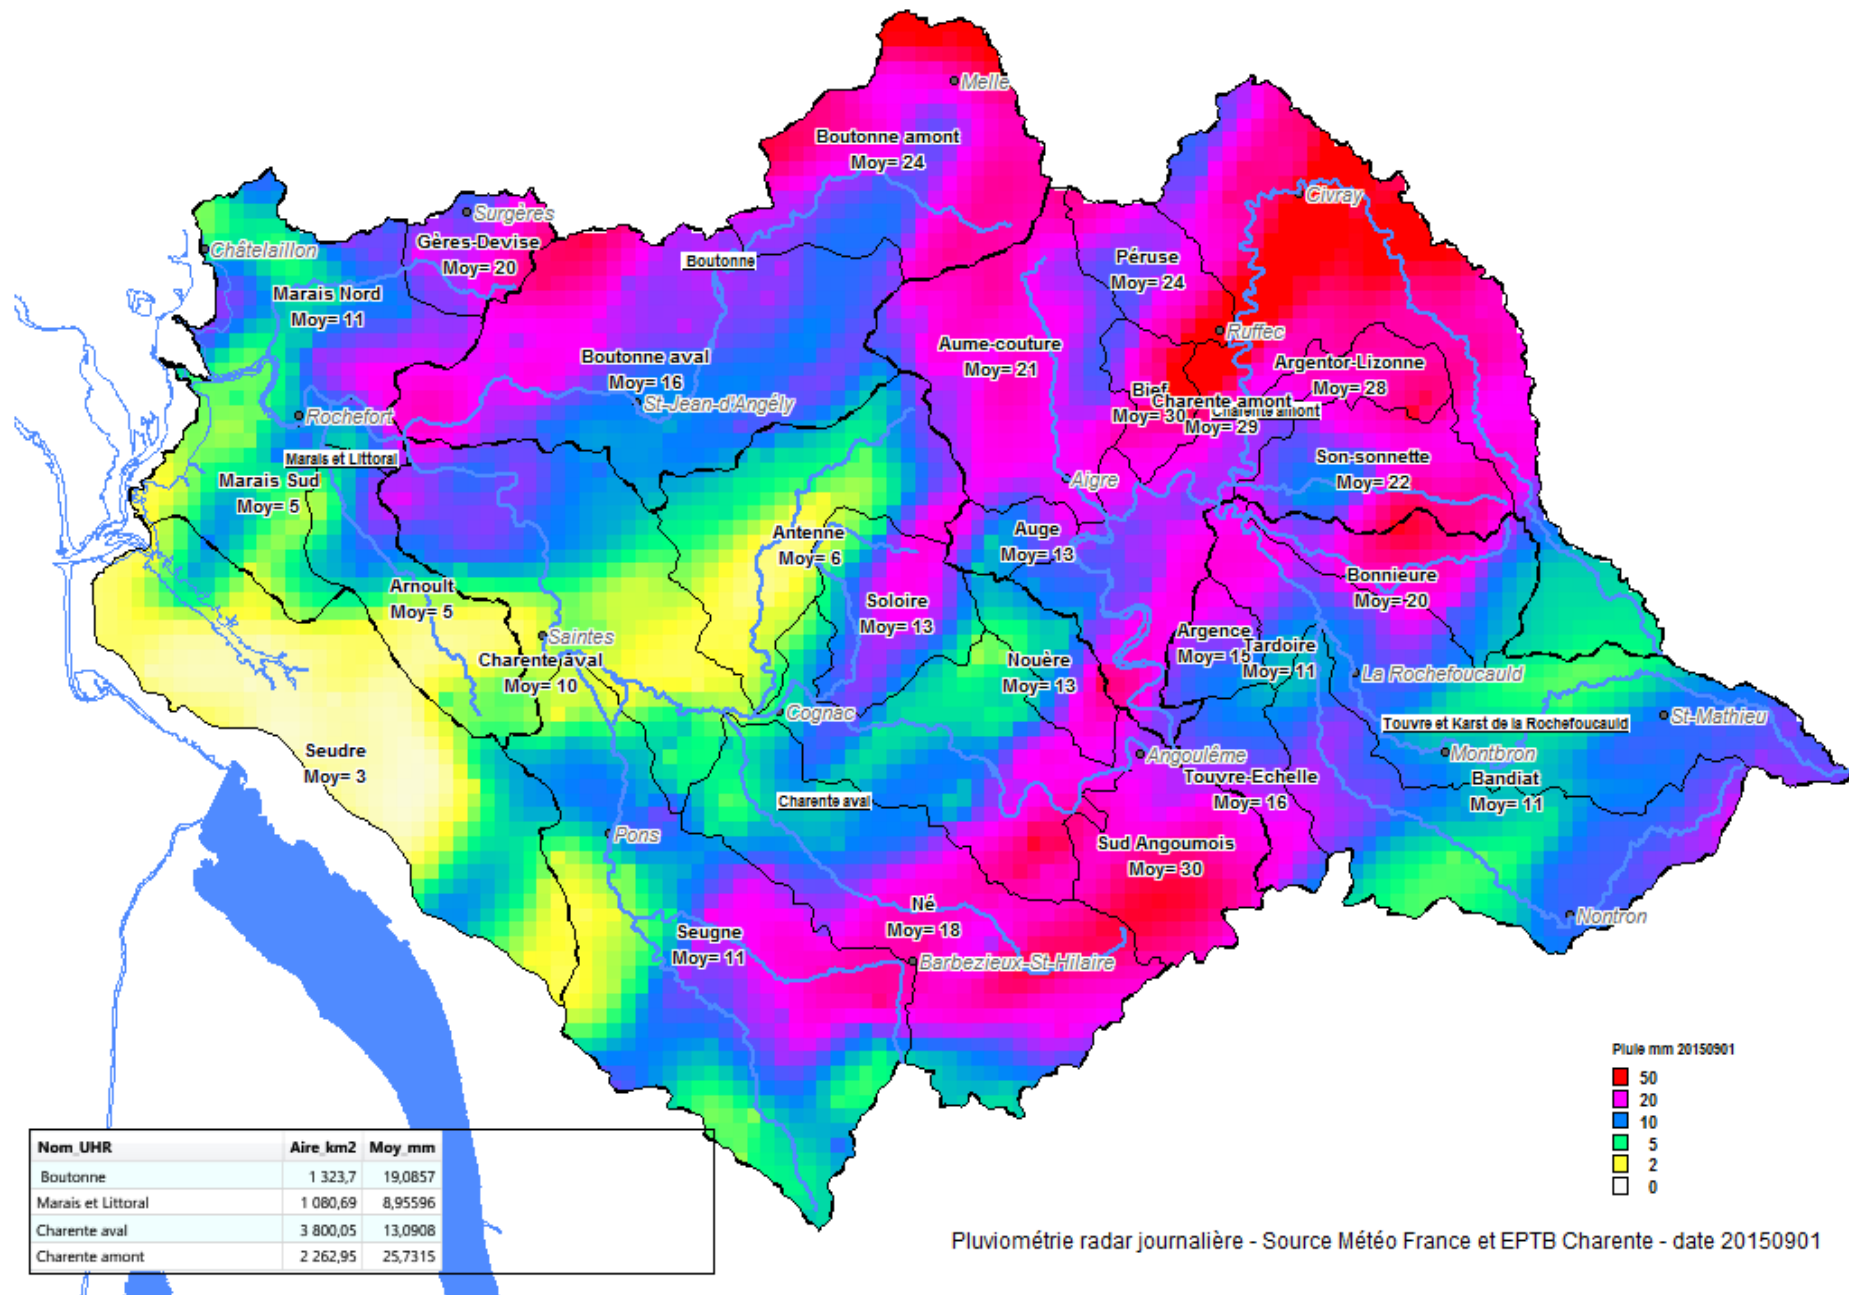 Melle
Boutonne amont
Moy= 24
Civray
Surgères
Gères-Devise
Moy= 20
Châtelaillon
Boutonne
Péruse
Moy= 24
Marais Nord
Moy= 11
Ruffec
Aume-couture
Moy= 21
Boutonne aval
Moy= 16
Argentor-Lizonne
Moy= 28
St-Jean-d'Angély
Bief
Moy= 30
Charente amont
Moy= 29
Charente amont
Rochefort
Marais et Littoral
Son-sonnette
Moy= 22
Marais Sud
Moy= 5
Aigre
Antenne
Moy= 6
Auge
Moy= 13
Arnoult
Moy= 5
Bonnieure
Moy= 20
Soloire
Moy= 13
Saintes
Argence
Moy= 15
Tardoire
Moy= 11
Charente aval
Moy= 10
Nouère
Moy= 13
La Rochefoucauld
Cognac
Touvre et Karst de la Rochefoucauld
St-Mathieu
Seudre
Moy= 3
Angoulême
Montbron
Touvre-Echelle
Moy= 16
Bandiat
Moy= 11
Charente aval
Pons
Sud Angoumois
Moy= 30
Né
Moy= 18
Nontron
Seugne
Moy= 11
Barbezieux-St-Hilaire
Pluie mm 20150901
50
20
10
5
2
0
Nom_UHR Aire_km2 Moy_mm
Boutonne 1 323,7 19,0857
Marais et Littoral 1 080,69 8,95596
Charente aval 3 800,05 13,0908
Charente amont 2 262,95 25,7315
Pluviométrie radar journalière - Source Météo France et EPTB Charente - date 20150901